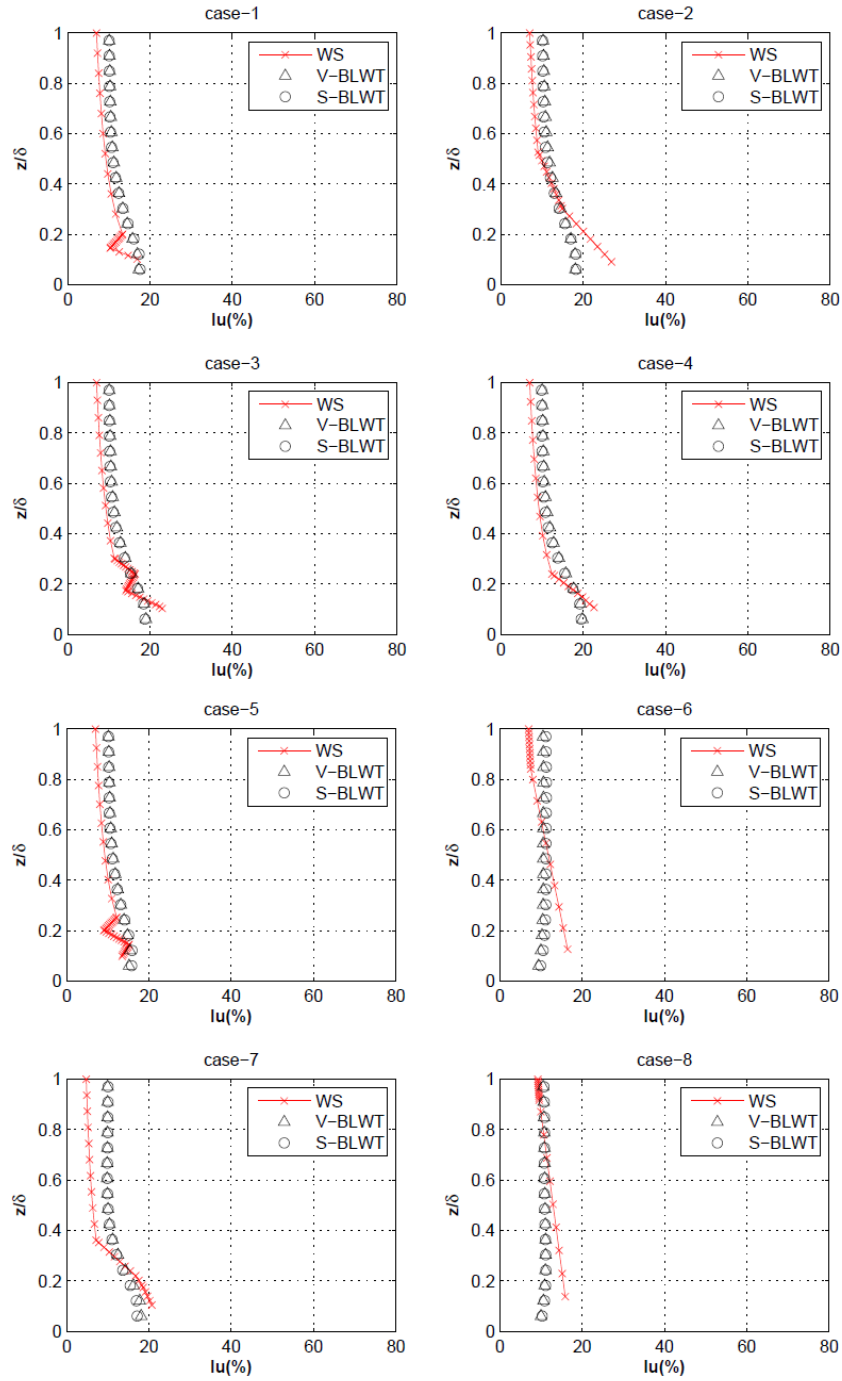 case-1
1
0.8
0.6
0.4
0.2
0
z/δ
0
20
40
60
80
Iu(%)
WS
V-BLWT
S-BLWT
case-2
1
0.8
0.6
0.4
0.2
0
z/δ
0
20
40
60
80
Iu(%)
WS
V-BLWT
S-BLWT
case-3
1
0.8
0.6
0.4
0.2
0
z/δ
0
20
40
60
80
Iu(%)
WS
V-BLWT
S-BLWT
case-4
1
0.8
0.6
0.4
0.2
0
z/δ
0
20
40
60
80
Iu(%)
WS
V-BLWT
S-BLWT
case-5
1
0.8
0.6
0.4
0.2
0
z/δ
0
20
40
60
80
Iu(%)
WS
V-BLWT
S-BLWT
case-6
1
0.8
0.6
0.4
0.2
0
z/δ
0
20
40
60
80
Iu(%)
WS
V-BLWT
S-BLWT
case-7
1
0.8
0.6
0.4
0.2
0
z/δ
0
20
40
60
80
Iu(%)
WS
V-BLWT
S-BLWT
case-8
1
0.8
0.6
0.4
0.2
0
z/δ
0
20
40
60
80
Iu(%)
WS
V-BLWT
S-BLWT